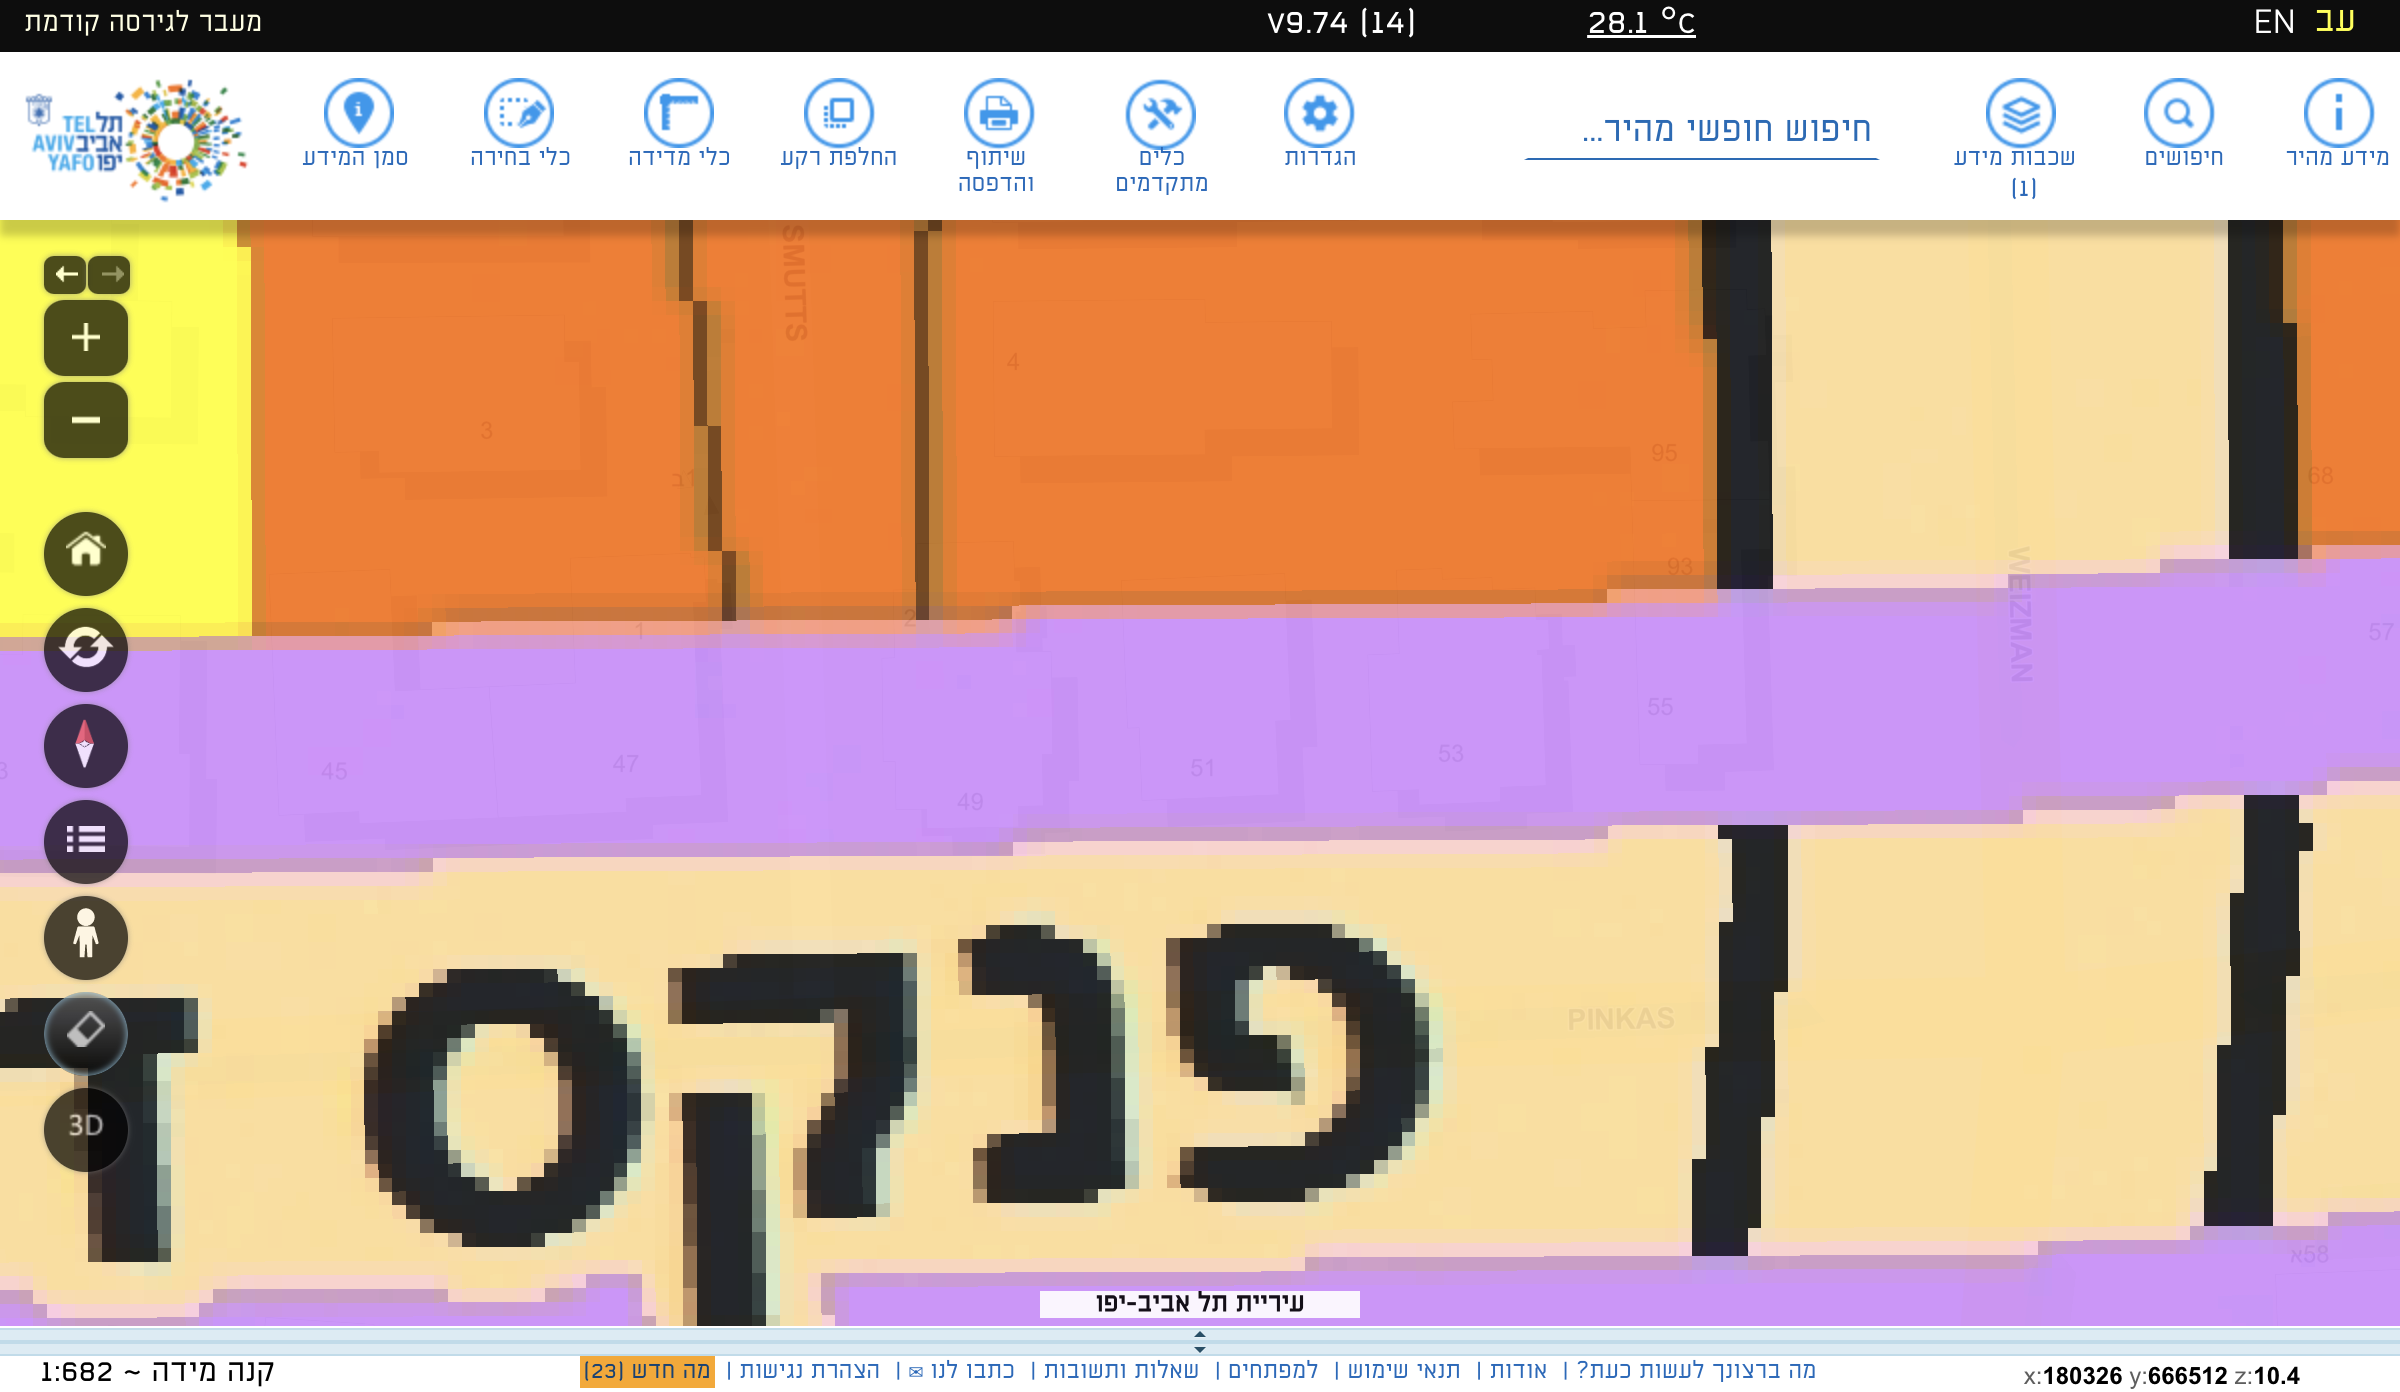 עב EN
28.1 °C
V9.74 (14)
מעבר לגירסה קודמת
מידע מהיר
חיפושים
שכבות מידע
(1)
חיפוש חופשי מהיר...
הגדרות
כלים
מתקדמים
שיתוף
והדפסה
החלפת רקע
כלי מדידה
כלי בחירה
סמן המידע
תל
אביב
יפו
TEL
AVIV
YAFO
SMUTTS
4
3
95
68
93
2
1
WEIZMAN
57
55
53
51
49
47
45
PINKAS
פנקס ד
3D
58א
עיריית תל אביב-יפו
מה ברצונך לעשות כעת? | אודות | תנאי שימוש | למפתחים | שאלות ותשובות | כתבו לנו ✉ | הצהרת נגישות | מה חדש (23)
קנה מידה ~ 1:682
x:180326 y:666512 z:10.4